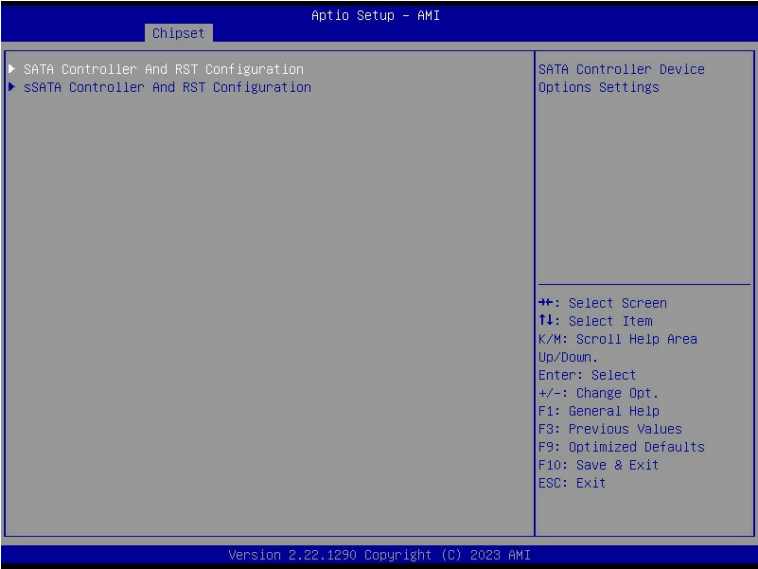 Aptio Setup – AMI
Chipset
SATA Controller And RST Configuration
sSATA Controller And RST Configuration
SATA Controller Device
Options Settings
→←: Select Screen
↑↓: Select Item
K/M: Scroll Help Area
Up/Down.
Enter: Select
+/-: Change Opt.
F1: General Help
F3: Previous Values
F9: Optimized Defaults
F10: Save & Exit
ESC: Exit
Version 2.22.1290 Copyright (C) 2023 AMI